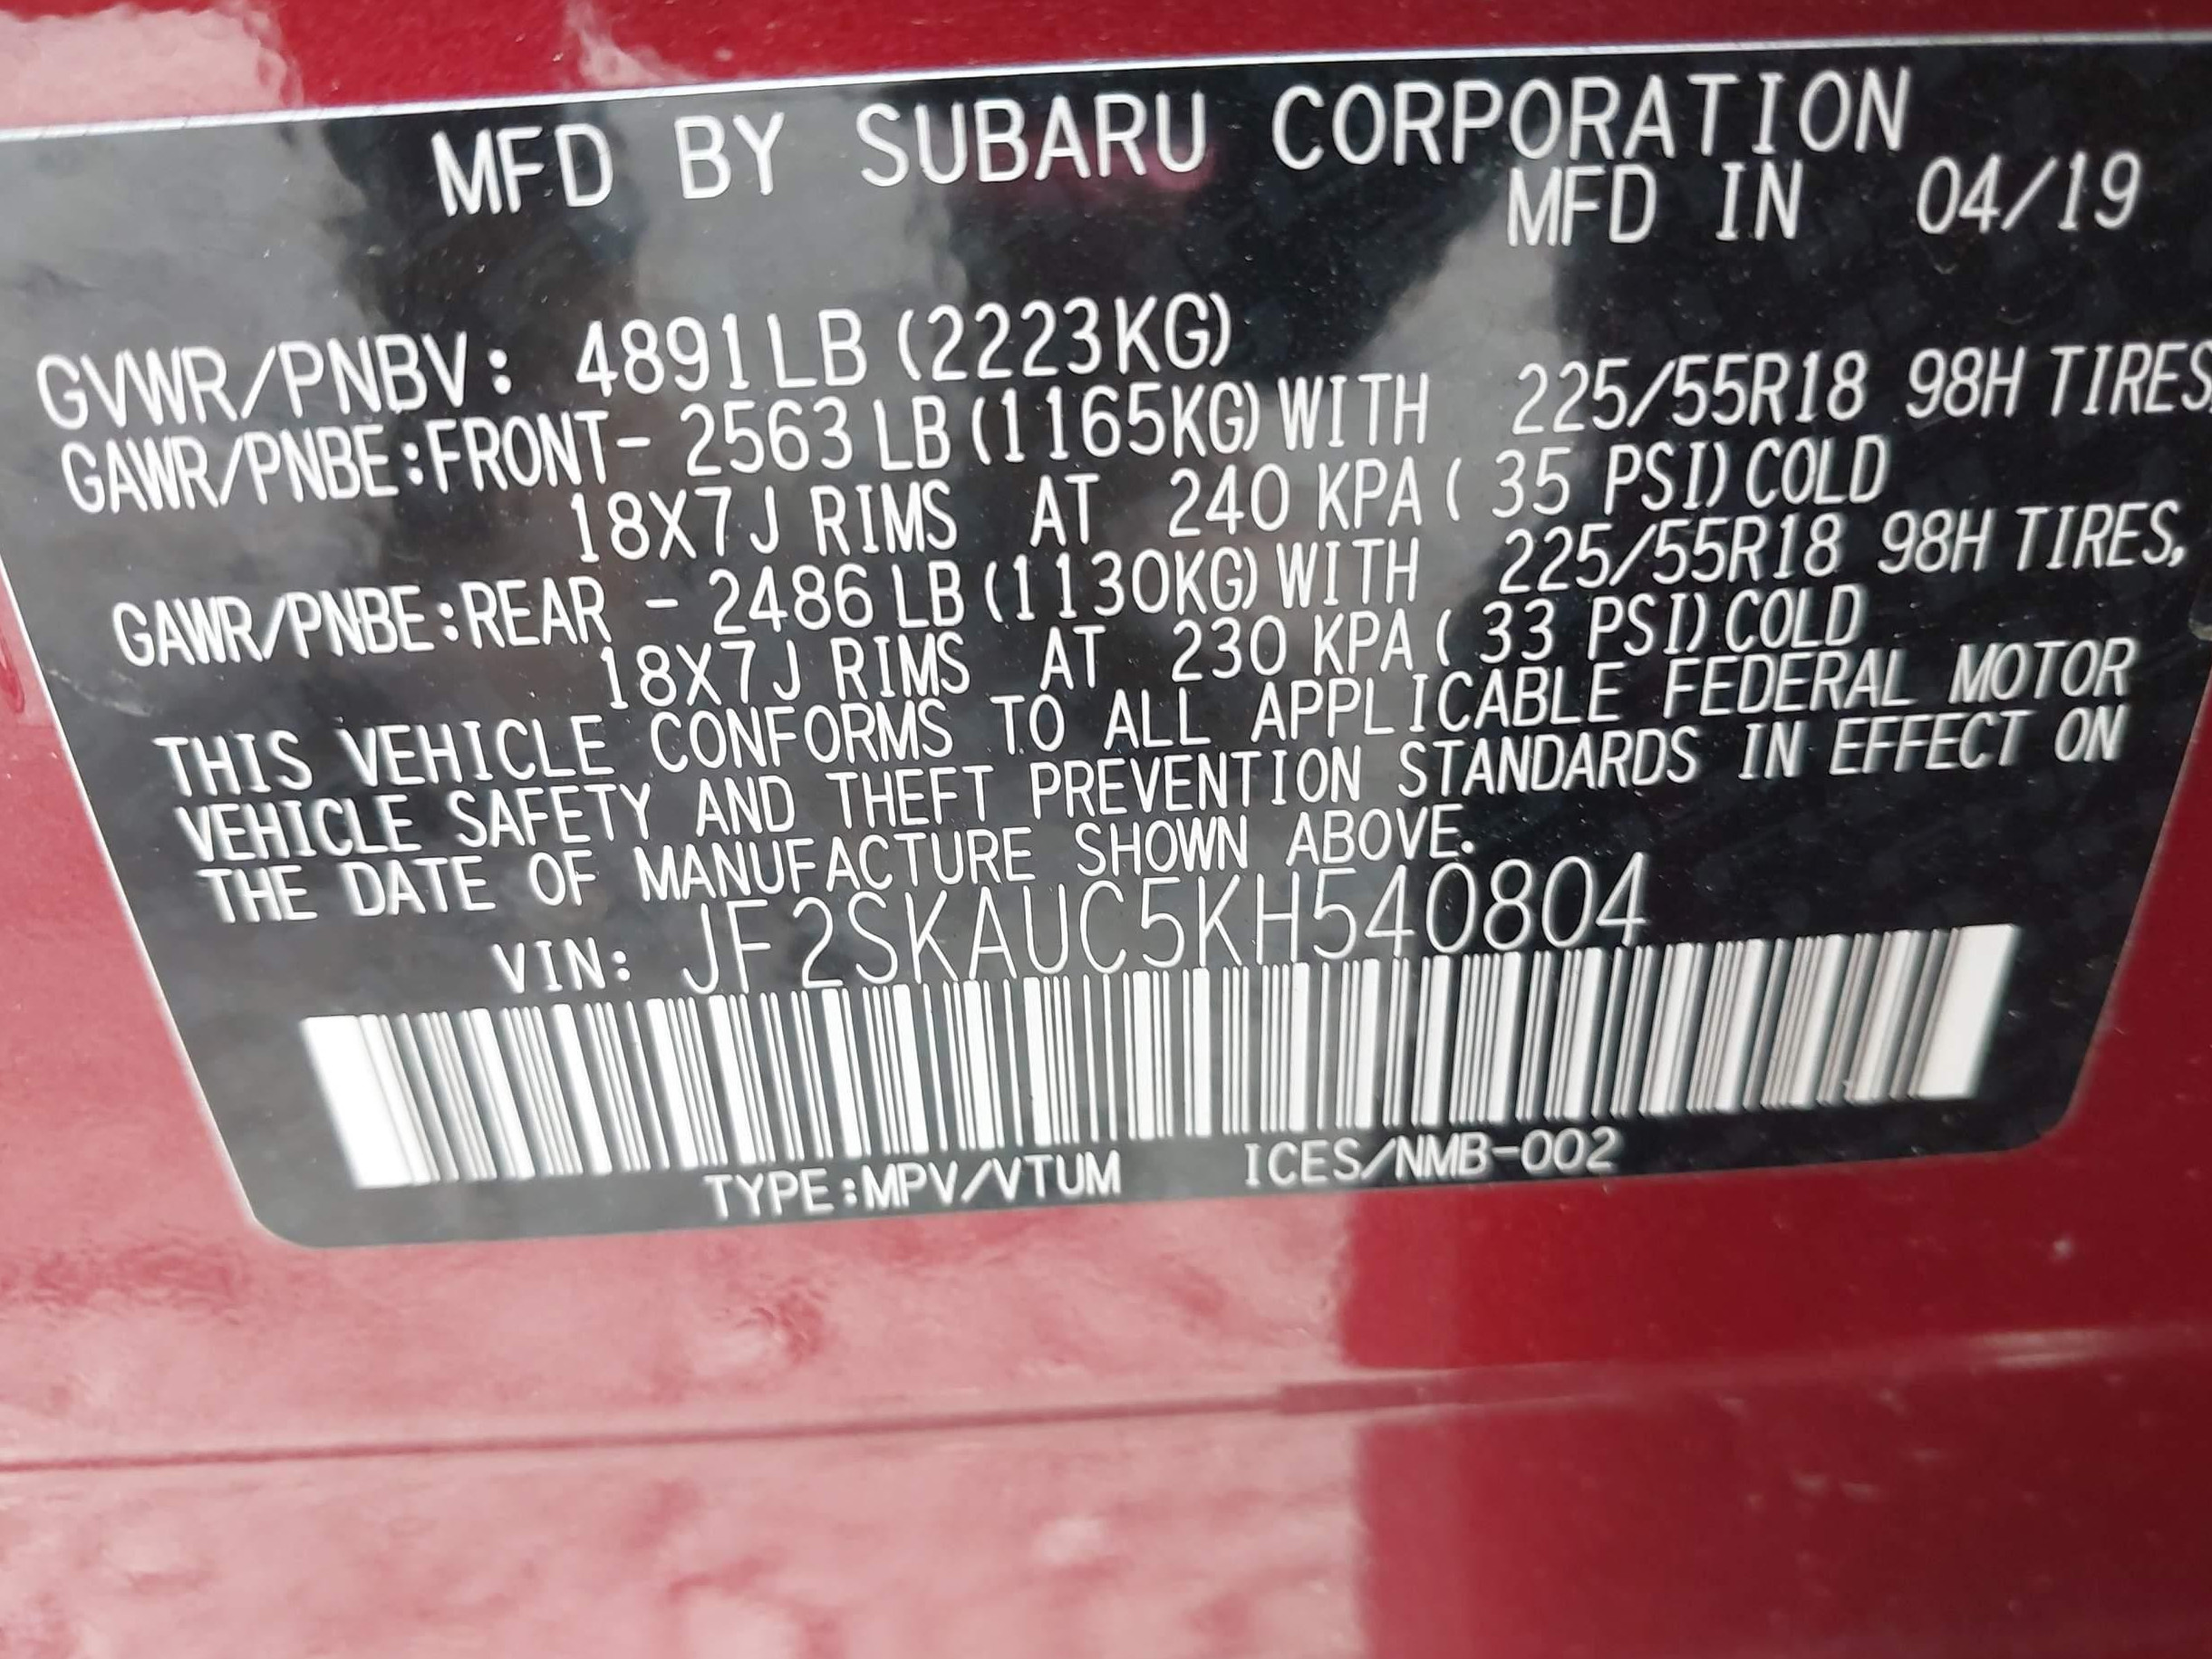 MFD BY SUBARU CORPORATION
MFD IN 04/19
GVWR/PNBV: 4891LB (2223KG)
GAWR/PNBE:FRONT- 2563 LB (1165KG) WITH 225/55R18 98H TIRES
18X7J RIMS AT 240 KPA ( 35 PSI) COLD
GAWR/PNBE:REAR - 2486 LB (1130KG) WITH 225/55R18 98H TIRES,
18X7J RIMS AT 230 KPA ( 33 PSI) COLD
THIS VEHICLE CONFORMS TO ALL APPLICABLE FEDERAL MOTOR
VEHICLE SAFETY AND THEFT PREVENTION STANDARDS IN EFFECT ON
THE DATE OF MANUFACTURE SHOWN ABOVE.
VIN: JF2SKAUC5KH540804
TYPE:MPV/VTUM ICES/NMB-002